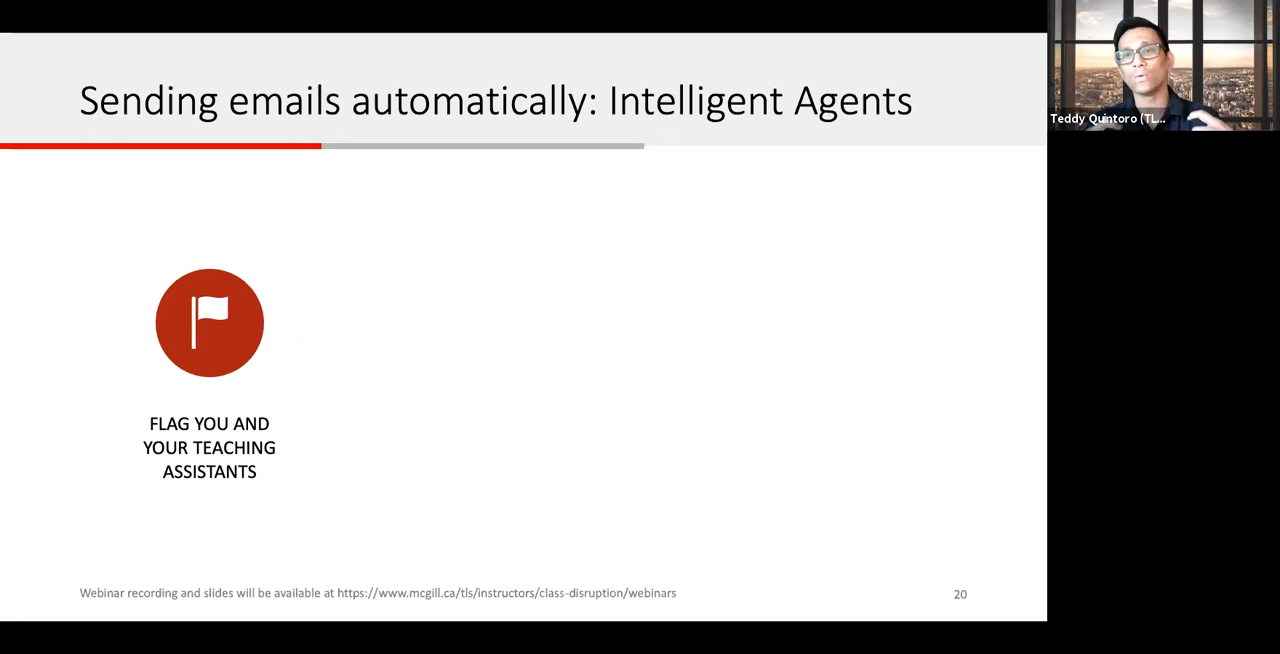 Sending emails automatically: Intelligent Agents
Teddy Quintoro (TL...
FLAG YOU AND
YOUR TEACHING
ASSISTANTS
Webinar recording and slides will be available at https://www.mcgill.ca/tls/instructors/class-disruption/webinars
20